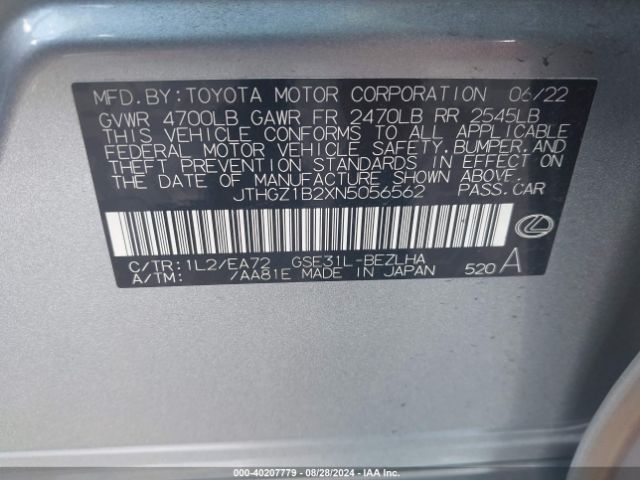 MFD.BY:TOYOTA MOTOR CORPORATION 06/22
GVWR 4700LB GAWR FR 2470LB RR 2545LB
THIS VEHICLE CONFORMS TO ALL APPLICABLE
FEDERAL MOTOR VEHICLE SAFETY,BUMPER,AND
THEFT PREVENTION STANDARDS IN EFFECT ON
THE DATE OF MANUFACTURE SHOWN ABOVE.
JTHGZ1B2XN5056562 PASS.CAR
C/TR:1L2/EA72 GSE31L-BEZLHA
A/TM: /AA81E MADE IN JAPAN 520 A
000-40207779 08/28/2024 IAAI.com